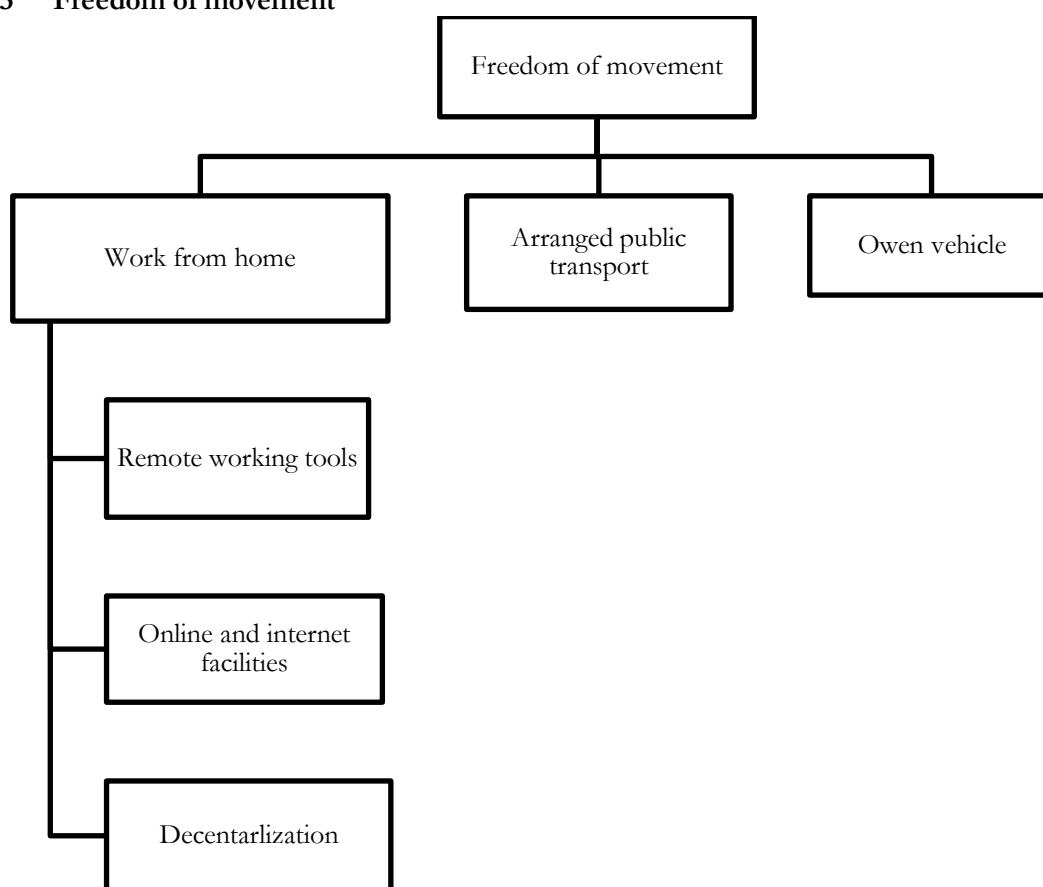 3 Freedom of movement
Freedom of movement
Work from home
Arranged public
transport
Owen vehicle
Remote working tools
Online and internet
facilities
Decentarlization